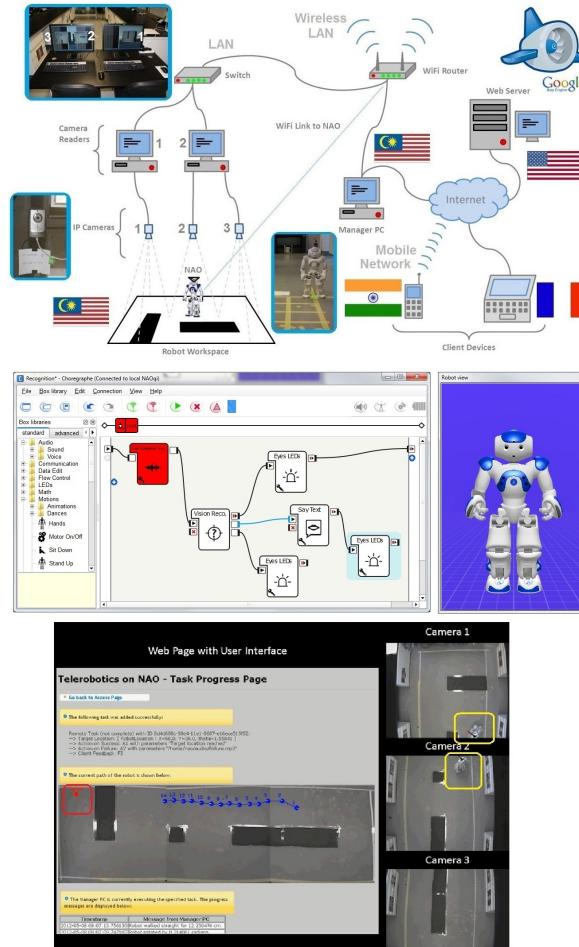 3
2
1
LAN
Wireless
LAN
Switch
WiFi Router
Google
App Engine
Web Server
Camera
Readers
1
2
WiFi Link to NAO
IP Cameras
1
2
3
NAO
Manager PC
Internet
Mobile
Network
Robot Workspace
Client Devices
Recognition* - Choregraphe (Connected to local NAOqi)
File Edit Box library Connection View Help
Box libraries
standard advanced
Audio
Sound
Voice
Communication
Data Edit
Flow Control
LEDs
Math
Motions
Animations
Dances
Hands
Motor On/Off
Sit Down
Stand Up
Eyes LEDs
Vision Reco.
Say Text
Eyes LEDs
Eyes LEDs
Robot view
Web Page with User Interface
Telerobotics on NAO - Task Progress Page
Go back to Access Page
The following task was added successfully:
The current path of the robot is shown below:
The Manager PC is currently executing the specified task. The progress
messages are displayed below:
Timestamp Message from Manager PC
Camera 1
Camera 2
Camera 3